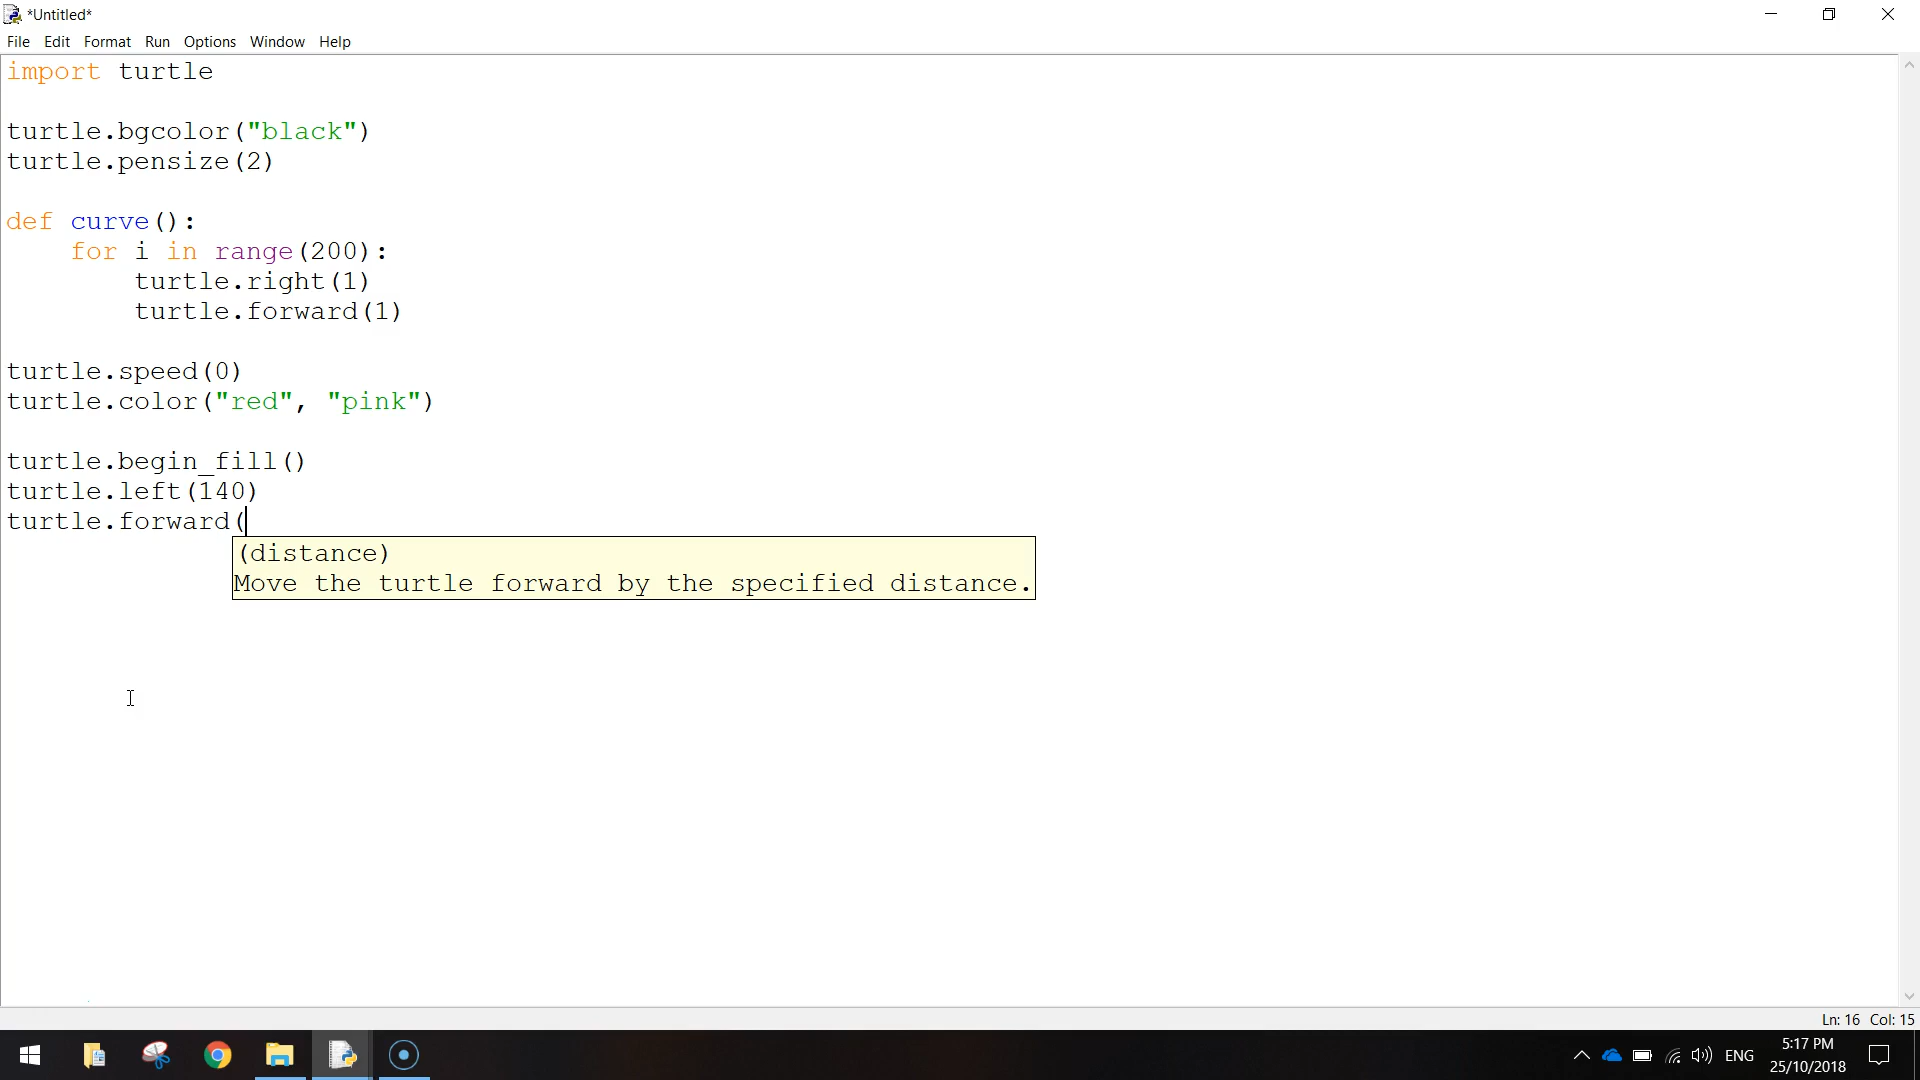 *Untitled*
File Edit Format Run Options Window Help
import turtle
turtle.bgcolor("black")
turtle.pensize(2)
def curve():
    for i in range(200):
        turtle.right(1)
        turtle.forward(1)
turtle.speed(0)
turtle.color("red", "pink")
turtle.begin_fill()
turtle.left(140)
turtle.forward(
(distance)
Move the turtle forward by the specified distance.
Ln: 16 Col: 15
ENG
5:17 PM
25/10/2018